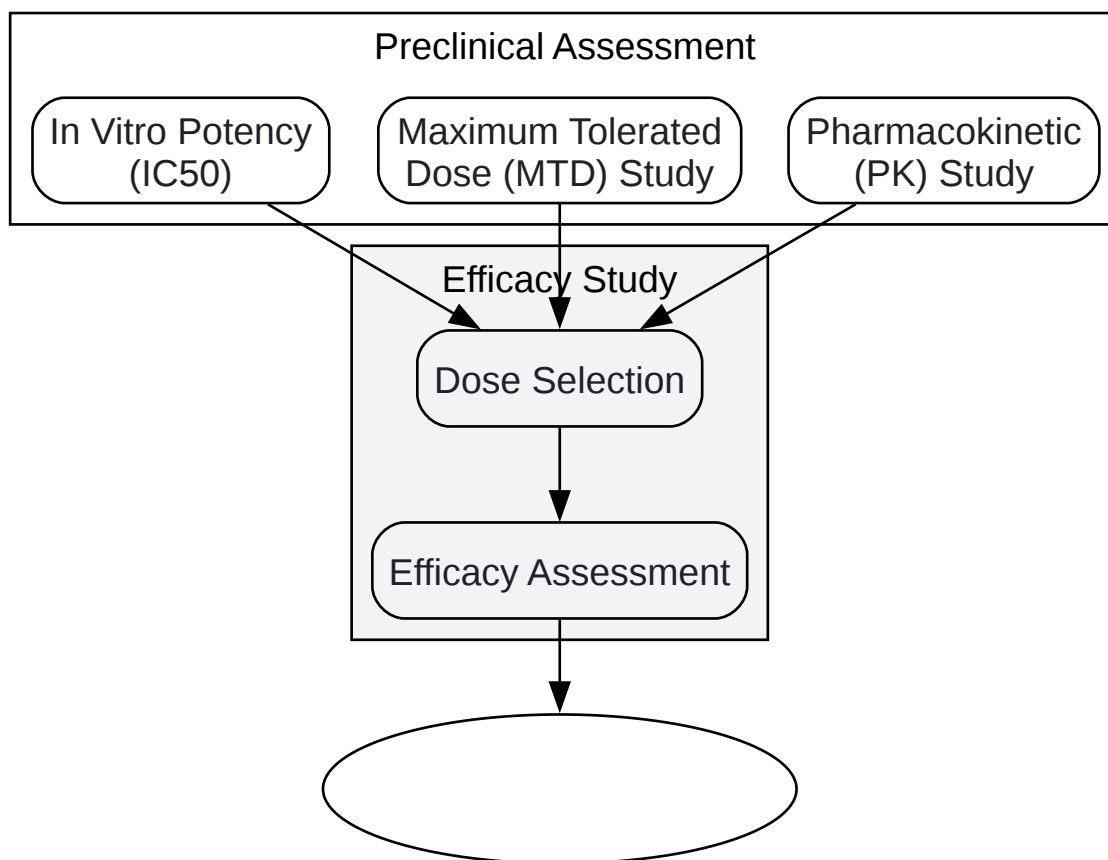 Preclinical Assessment
In Vitro Potency
(IC50)
Maximum Tolerated
Dose (MTD) Study
Pharmacokinetic
(PK) Study
Efficacy Study
Dose Selection
Efficacy Assessment